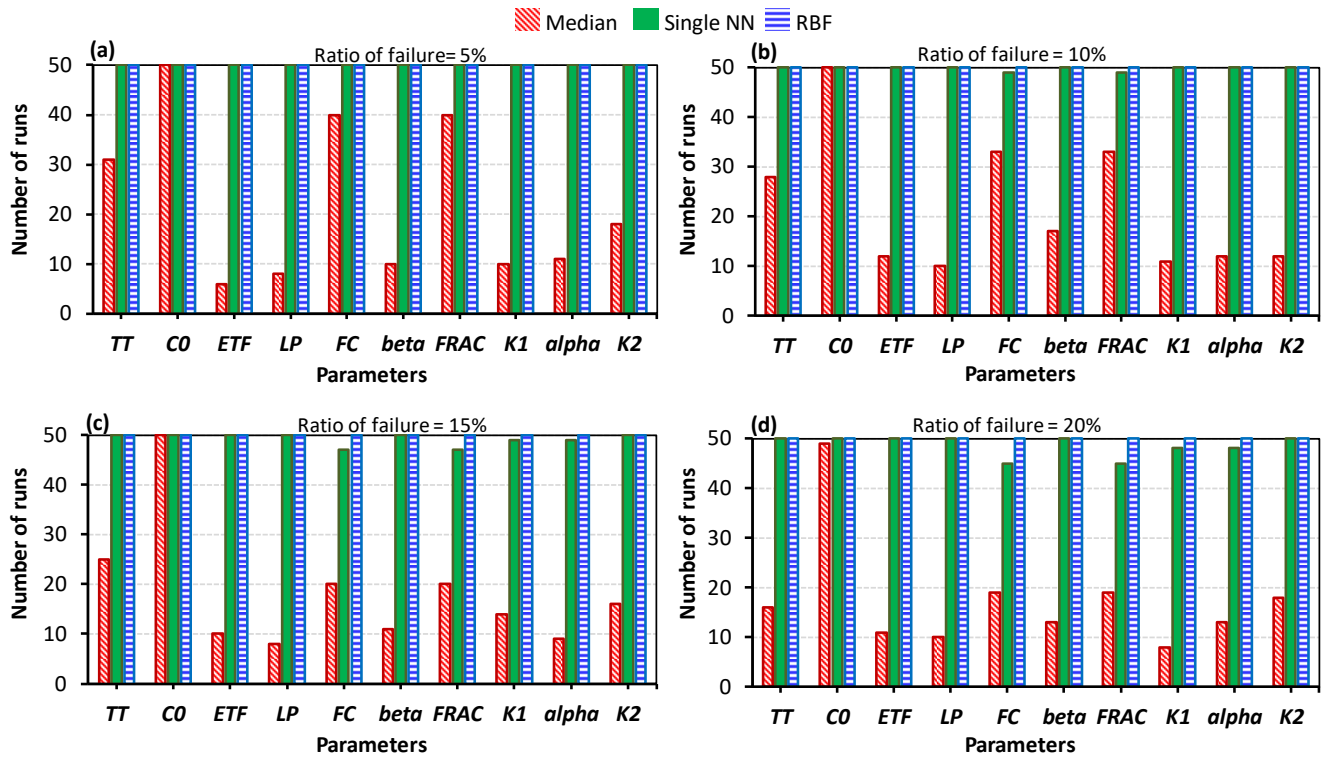 Median Single NN RBF
(a)
Ratio of failure= 5%
Number of runs
50
40
30
20
10
0
TT C0 ETF LP FC beta FRAC K1 alpha K2
Parameters
(b)
Ratio of failure = 10%
Number of runs
50
40
30
20
10
0
TT C0 ETF LP FC beta FRAC K1 alpha K2
Parameters
(c)
Ratio of failure = 15%
Number of runs
50
40
30
20
10
0
TT C0 ETF LP FC beta FRAC K1 alpha K2
Parameters
(d)
Ratio of failure = 20%
Number of runs
50
40
30
20
10
0
TT C0 ETF LP FC beta FRAC K1 alpha K2
Parameters